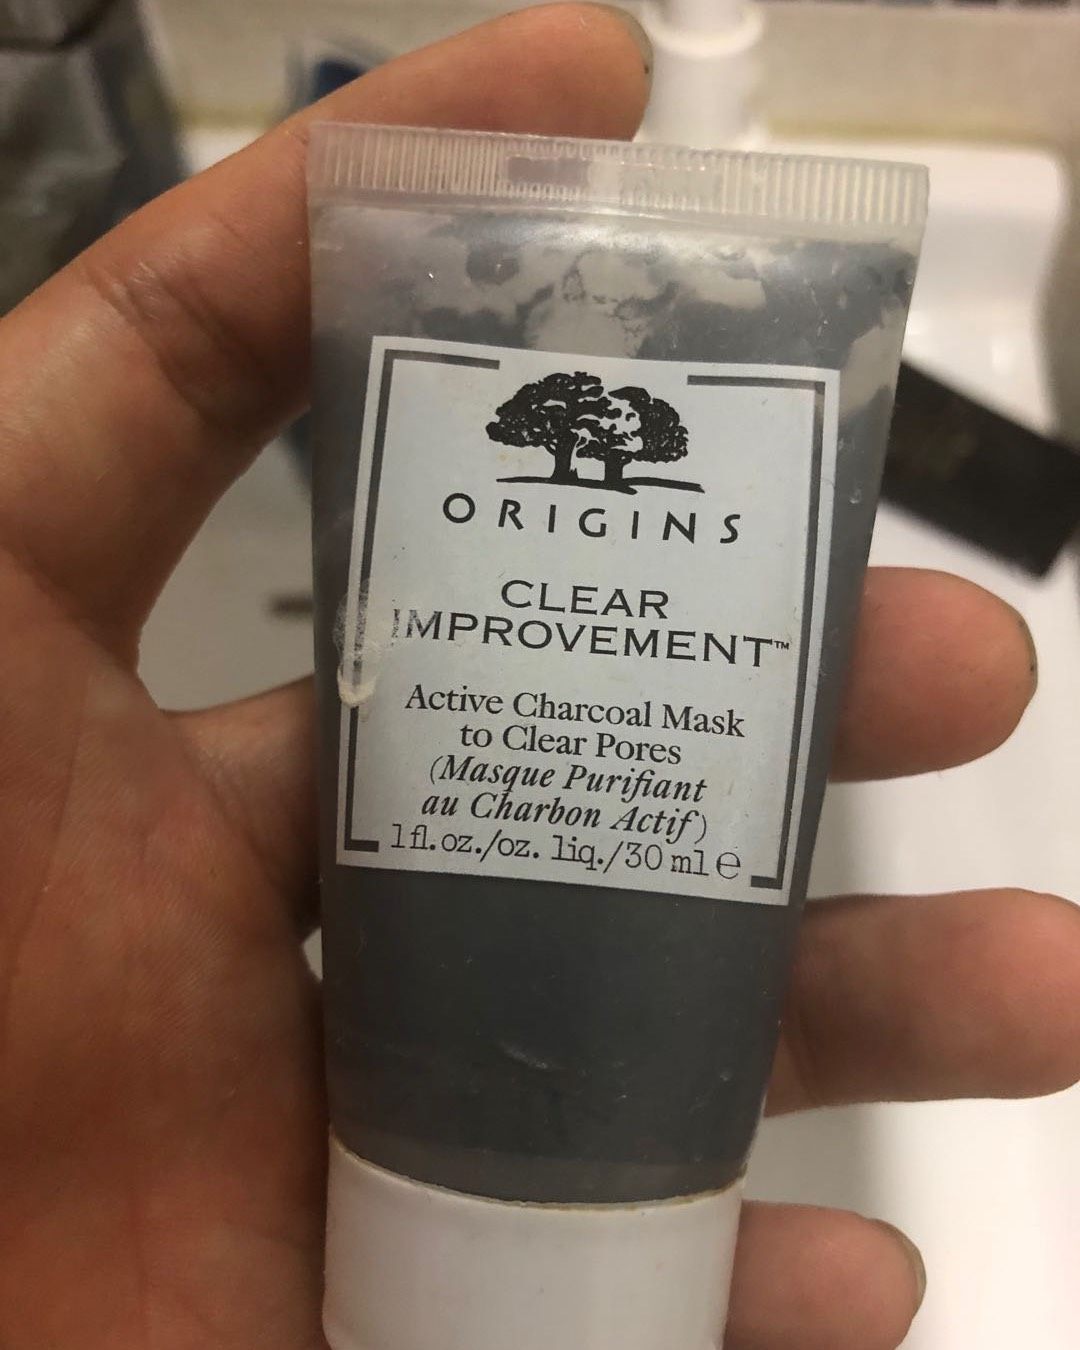 ORIGINS
CLEAR
IMPROVEMENT™
Active Charcoal Mask
to Clear Pores
(Masque Purifiant
au Charbon Actif)
1 fl. oz./oz. liq./30 ml e